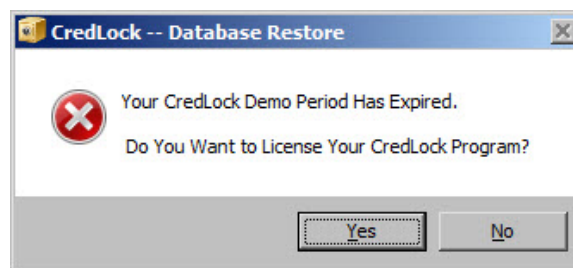 CredLock -- Database Restore
Your CredLock Demo Period Has Expired.
Do You Want to License Your CredLock Program?
Yes No